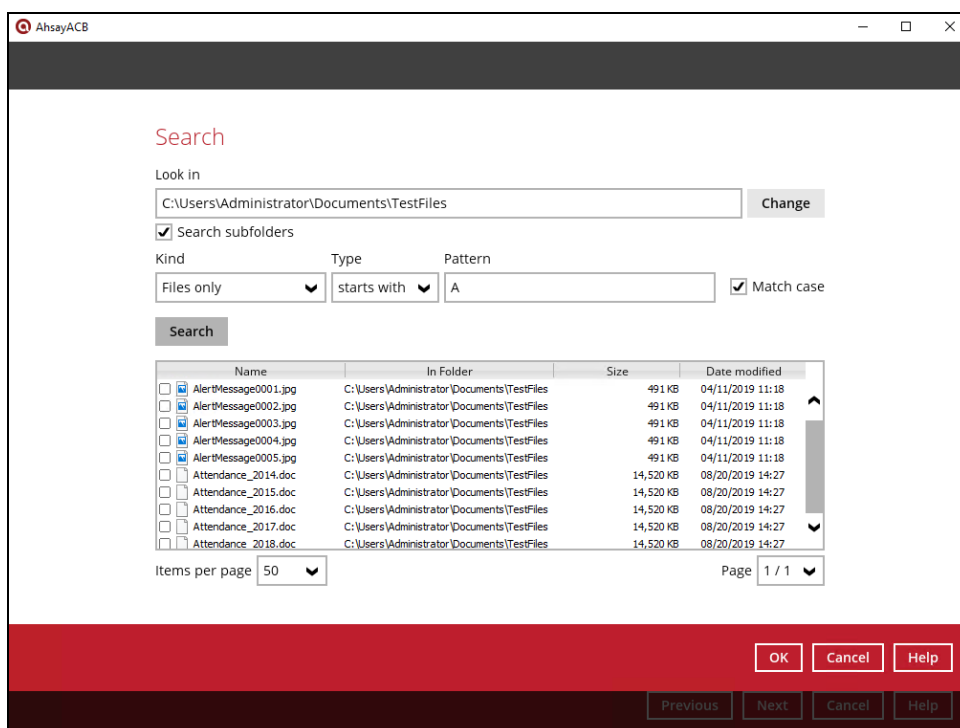 AhsayACB
Search
Look in
C:\Users\Administrator\Documents\TestFiles Change
Search subfolders
Kind Type Pattern
Files only starts with A Match case
Search
Name In Folder Size Date modified
AlertMessage0001.jpg C:\Users\Administrator\Documents\TestFiles 491 KB 04/11/2019 11:18
AlertMessage0002.jpg C:\Users\Administrator\Documents\TestFiles 491 KB 04/11/2019 11:18
AlertMessage0003.jpg C:\Users\Administrator\Documents\TestFiles 491 KB 04/11/2019 11:18
AlertMessage0004.jpg C:\Users\Administrator\Documents\TestFiles 491 KB 04/11/2019 11:18
AlertMessage0005.jpg C:\Users\Administrator\Documents\TestFiles 491 KB 04/11/2019 11:18
Attendance_2014.doc C:\Users\Administrator\Documents\TestFiles 14,520 KB 08/20/2019 14:27
Attendance_2015.doc C:\Users\Administrator\Documents\TestFiles 14,520 KB 08/20/2019 14:27
Attendance_2016.doc C:\Users\Administrator\Documents\TestFiles 14,520 KB 08/20/2019 14:27
Attendance_2017.doc C:\Users\Administrator\Documents\TestFiles 14,520 KB 08/20/2019 14:27
Attendance_2018.doc C:\Users\Administrator\Documents\TestFiles 14,520 KB 08/20/2019 14:27
Items per page 50 Page 1 / 1
OK Cancel Help
Previous Next Cancel Help